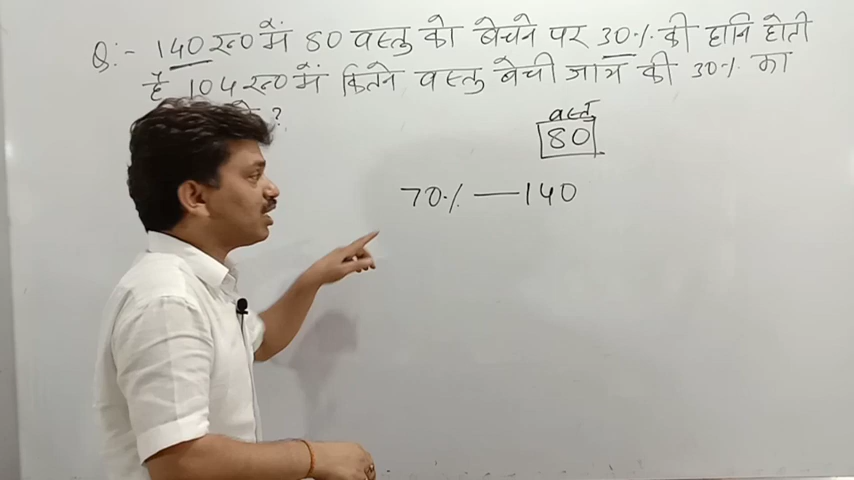 Q:- 140 रू० में 80 वस्तु को बेचने पर 30% की हानि होती
है 104 रू० में कितने वस्तु बेची जाय की 30% का
?
वस्तु
80
70% — 140